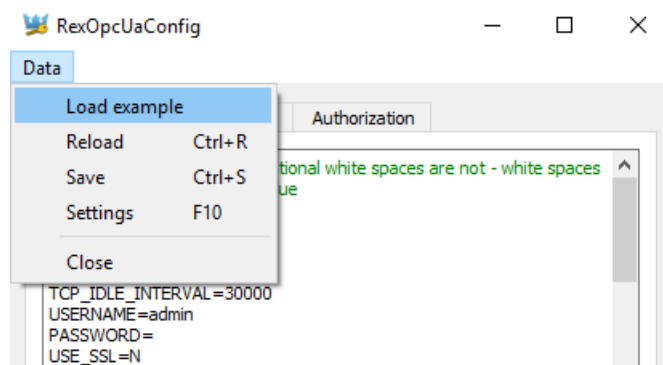 RexOpcUaConfig
Data
Load example
Authorization
Reload Ctrl+R
tional white spaces are not - white spaces
Save Ctrl+S
ue
Settings F10
Close
TCP_IDLE_INTERVAL=30000
USERNAME=admin
PASSWORD=
USE_SSL=N